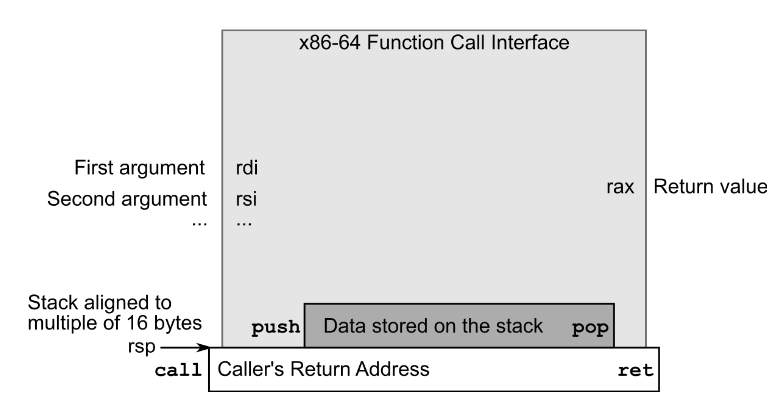 x86-64 Function Call Interface
First argument rdi
Second argument rsi
... ...
rax Return value
Stack aligned to
multiple of 16 bytes
push Data stored on the stack pop
rsp
call Caller's Return Address ret